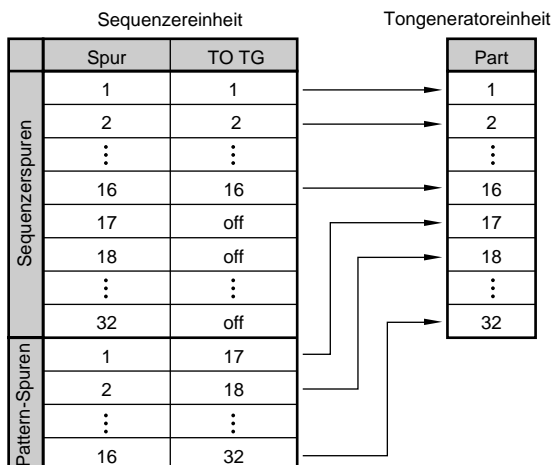 Sequenzereinheit
Tongeneratoreinheit
Spur TO TG
Part
Sequenzerspuren
1 1
1
2 2
2
⋮ ⋮
⋮
16 16
16
17 off
17
18 off
18
⋮ ⋮
⋮
32 off
32
Pattern-Spuren
1 17
2 18
⋮ ⋮
16 32